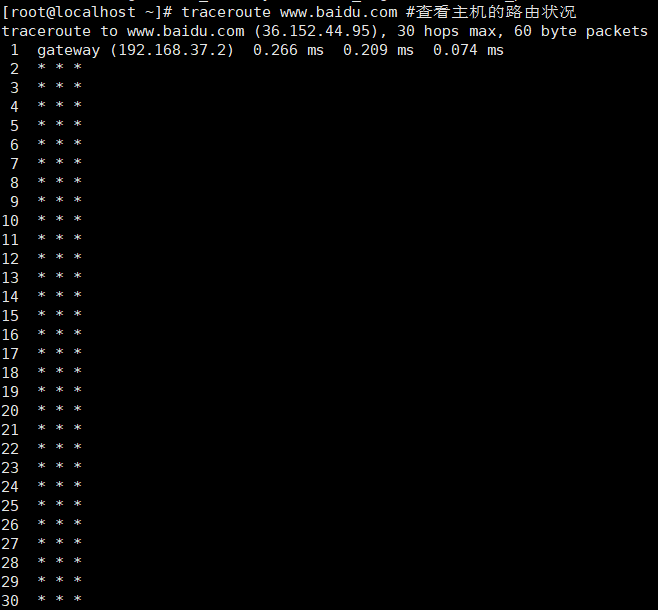 [root@localhost ~]# traceroute www.baidu.com #查看主机的路由状况
traceroute to www.baidu.com (36.152.44.95), 30 hops max, 60 byte packets
 1  gateway (192.168.37.2)  0.266 ms  0.209 ms  0.074 ms
 2  * * *
 3  * * *
 4  * * *
 5  * * *
 6  * * *
 7  * * *
 8  * * *
 9  * * *
10  * * *
11  * * *
12  * * *
13  * * *
14  * * *
15  * * *
16  * * *
17  * * *
18  * * *
19  * * *
20  * * *
21  * * *
22  * * *
23  * * *
24  * * *
25  * * *
26  * * *
27  * * *
28  * * *
29  * * *
30  * * *